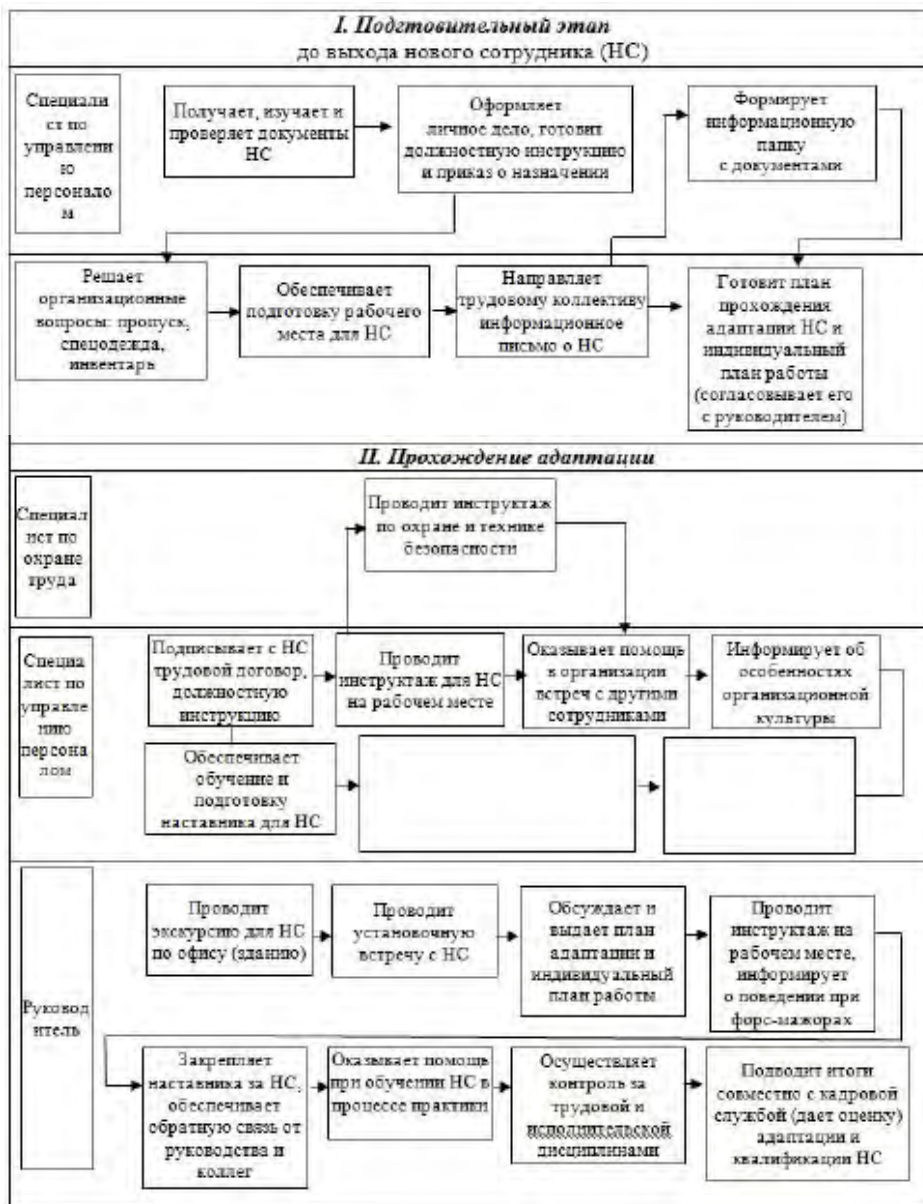 I. Подготовительный этап
до выхода нового сотрудника (НС)
Специали
ст по
управлени
ю
персонало
м
Получает, изучает и
проверяет документы
НС
Оформляет
личное дело, готовит
должностную инструкцию
и приказ о назначении
Формирует
информационную
папку
с документами
Решает
организационные
вопросы: пропуск,
спецодежда,
инвентарь
Обеспечивает
подготовку рабочего
места для НС
Направляет
трудовому коллективу
информационное
письмо о НС
Готовит план
прохождения
адаптации НС и
индивидуальный
план работы
(согласовывает его
с руководителем)
II. Прохождение адаптации
Специал
ист по
охране
труда
Проводит инструктаж
по охране и технике
безопасности
Специа
лист по
управле
нию
персона
лом
Подписывает с НС
трудовой договор,
должностную
инструкцию
Проводит
инструктаж для НС
на рабочем месте
Оказывает помощь
в организации
встреч с другими
сотрудниками
Информирует об
особенностях
организационной
культуры
Обеспечивает
обучение и
подготовку
наставника для НС
Руковод
итель
Проводит
экскурсию для НС
по офису (зданию)
Проводит
установочную
встречу с НС
Обсуждает и
выдает план
адаптации и
индивидуальный
план работы
Проводит
инструктаж на
рабочем месте,
информирует
о поведении при
форс-мажорах
Закрепляет
наставника за НС,
обеспечивает
обратную связь от
руководства и
коллег
Оказывает помощь
при обучении НС в
процессе практики
Осуществляет
контроль за
трудовой и
исполнительской
дисциплинами
Подводит итоги
совместно с кадровой
службой (дает оценку)
адаптации и
квалификации НС